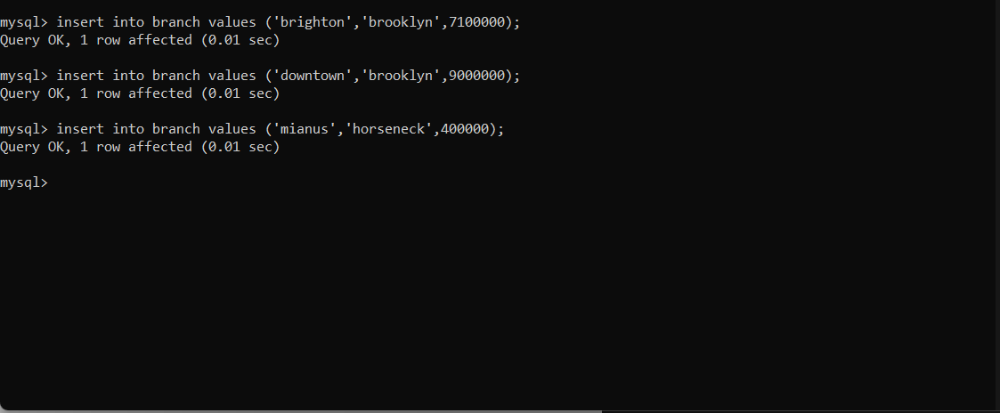 mysql> insert into branch values ('brighton','brooklyn',7100000);
Query OK, 1 row affected (0.01 sec)
mysql> insert into branch values ('downtown','brooklyn',9000000);
Query OK, 1 row affected (0.01 sec)
mysql> insert into branch values ('mianus','horseneck',400000);
Query OK, 1 row affected (0.01 sec)
mysql>